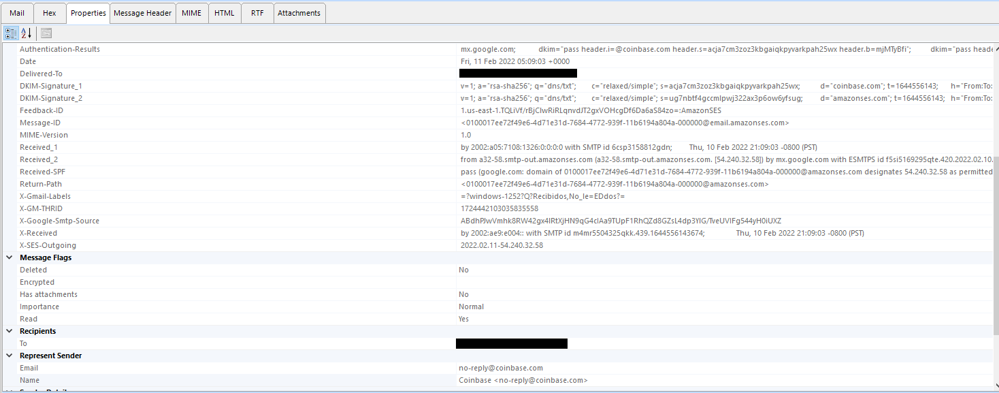 Mail Hex Properties Message Header MIME HTML RTF Attachments
Authentication-Results mx.google.com; dkim="pass header.i=@coinbase.com header.s=acja7cm3zoz3kbgaiqkpyvarkpah25wx header.b=mjMTyBfi"; dkim="pass heade
Date Fri, 11 Feb 2022 05:09:03 +0000
Delivered-To
DKIM-Signature_1 v=1; a="rsa-sha256"; q="dns/txt"; c="relaxed/simple"; s=acja7cm3zoz3kbgaiqkpyvarkpah25wx; d="coinbase.com"; t=1644556143; h="From:To:
DKIM-Signature_2 v=1; a="rsa-sha256"; q="dns/txt"; c="relaxed/simple"; s=ug7nbtf4gccmlpwj322ax3p6ow6yfsug; d="amazonses.com"; t=1644556143; h="From:To:
Feedback-ID 1.us-east-1.TQLiVf/rBjClwRiRLqnvdJT2gxVOHcgDf6Da6aS84zo=:AmazonSES
Message-ID <0100017ee72f49e6-4d71e31d-7684-4772-939f-11b6194a804a-000000@email.amazonses.com>
MIME-Version 1.0
Received_1 by 2002:a05:7108:1326:0:0:0:0 with SMTP id 6csp3158812gdn; Thu, 10 Feb 2022 21:09:03 -0800 (PST)
Received_2 from a32-58.smtp-out.amazonses.com (a32-58.smtp-out.amazonses.com. [54.240.32.58]) by mx.google.com with ESMTPS id f5si5169295qte.420.2022.02.10.
Received-SPF pass (google.com: domain of 0100017ee72f49e6-4d71e31d-7684-4772-939f-11b6194a804a-000000@amazonses.com designates 54.240.32.58 as permitted
Return-Path <0100017ee72f49e6-4d71e31d-7684-4772-939f-11b6194a804a-000000@amazonses.com>
X-Gmail-Labels =?windows-1252?Q?Recibidos,No_le=EDdos?=
X-GM-THRID 1724442103035835558
X-Google-Smtp-Source ABdhPJwVmhk8RW42gx4IRtXjHN9qG4clAa9TUpF1RhQZd8GZsL4dp3YIG/TveUVIFg544yH0iUXZ
X-Received by 2002:ae9:e004:: with SMTP id m4mr5504325qkk.439.1644556143674; Thu, 10 Feb 2022 21:09:03 -0800 (PST)
X-SES-Outgoing 2022.02.11-54.240.32.58
Message Flags
Deleted No
Encrypted
Has attachments No
Importance Normal
Read Yes
Recipients
To
Represent Sender
Email no-reply@coinbase.com
Name Coinbase <no-reply@coinbase.com>